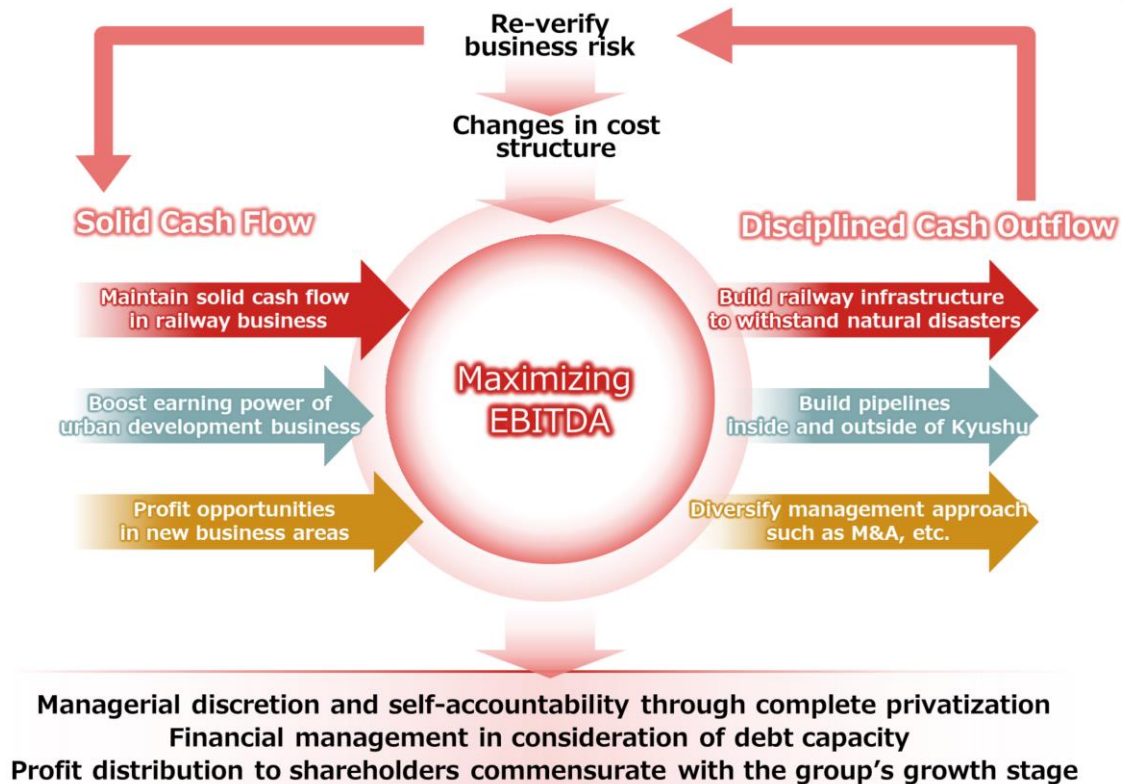 Re-verify
business risk
Changes in cost
structure
Solid Cash Flow
Disciplined Cash Outflow
Maintain solid cash flow
in railway business
Boost earning power of
urban development business
Profit opportunities
in new business areas
Maximizing
EBITDA
Build railway infrastructure
to withstand natural disasters
Build pipelines
inside and outside of Kyushu
Diversify management approach
such as M&A, etc.
Managerial discretion and self-accountability through complete privatization
Financial management in consideration of debt capacity
Profit distribution to shareholders commensurate with the group’s growth stage